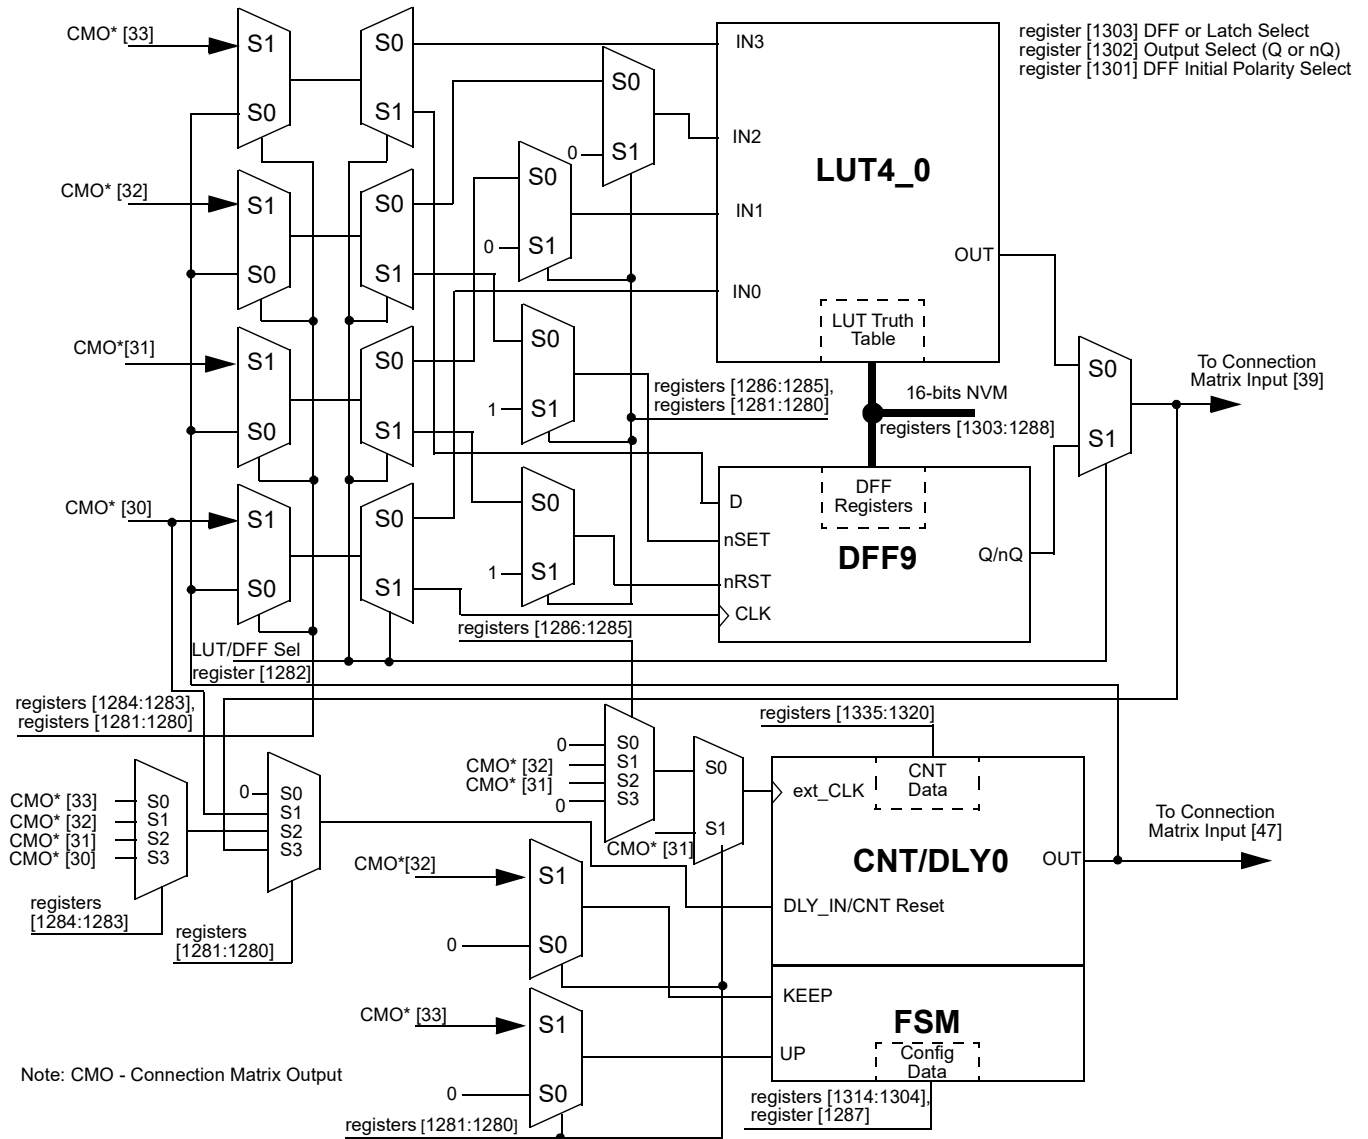 CMO* [33]
S1
S0
S0
S1
register [1303] DFF or Latch Select
register [1302] Output Select (Q or nQ)
register [1301] DFF Initial Polarity Select
CMO* [32]
S1
S0
S0
S1
CMO*[31]
S1
S0
S0
S1
CMO* [30]
S1
S0
S0
S1
S0
0
S1
S0
0
S1
S0
1
S1
S0
1
S1
IN3
IN2
IN1
IN0
LUT4_0
OUT
LUT Truth
Table
registers [1286:1285],
registers [1281:1280]
16-bits NVM
registers [1303:1288]
S0
S1
To Connection
Matrix Input [39]
DFF
Registers
D
nSET
nRST
CLK
DFF9
Q/nQ
LUT/DFF Sel
register [1282]
registers [1286:1285]
registers [1284:1283],
registers [1281:1280]
CMO* [33]
CMO* [32]
CMO* [31]
CMO* [30]
S0
S1
S2
S3
registers
[1284:1283]
0
S0
S1
S2
S3
registers
[1281:1280]
0
CMO* [32]
CMO* [31]
0
S0
S1
S2
S3
S0
S1
CMO* [31]
registers [1335:1320]
CNT
Data
ext_CLK
CNT/DLY0
OUT
DLY_IN/CNT Reset
To Connection
Matrix Input [47]
CMO*[32]
S1
0
S0
CMO* [33]
S1
0
S0
registers [1281:1280]
KEEP
FSM
UP
Config
Data
registers [1314:1304],
register [1287]
Note: CMO - Connection Matrix Output